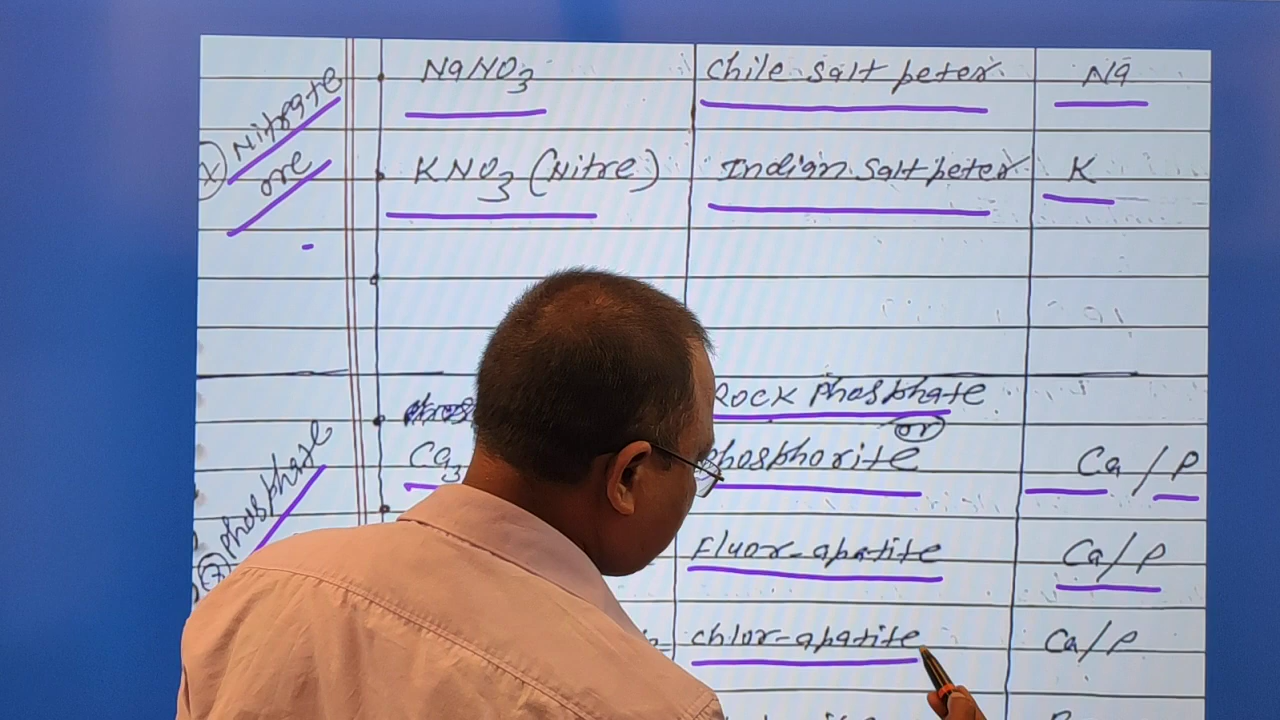 NaNO3 Chile salt peter Na
Nitrate
ore
KNO3 (Nitre) Indian Salt peter K
Rock Phosphate
or
Ca3 phosphorite Ca / P
phosphate
Fluor-apatite Ca/P
chlor-apatite Ca/P